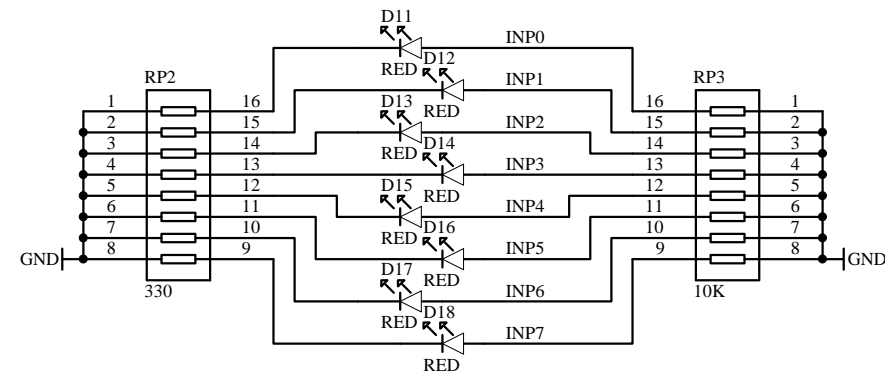 D11
INP0
RED D12
RP2
RP3
INP1
1 16 RED 16 1
D13
2 15 15 2
INP2
3 14 14 3
RED D14
INP3
4 13 13 4
RED
D15
5 12 12 5
INP4
6 11 11 6
RED D16
7 10 INP5 10 7
GND 8 9 9 8 GND
RED
D17
330 INP6 10K
RED D18
INP7
RED